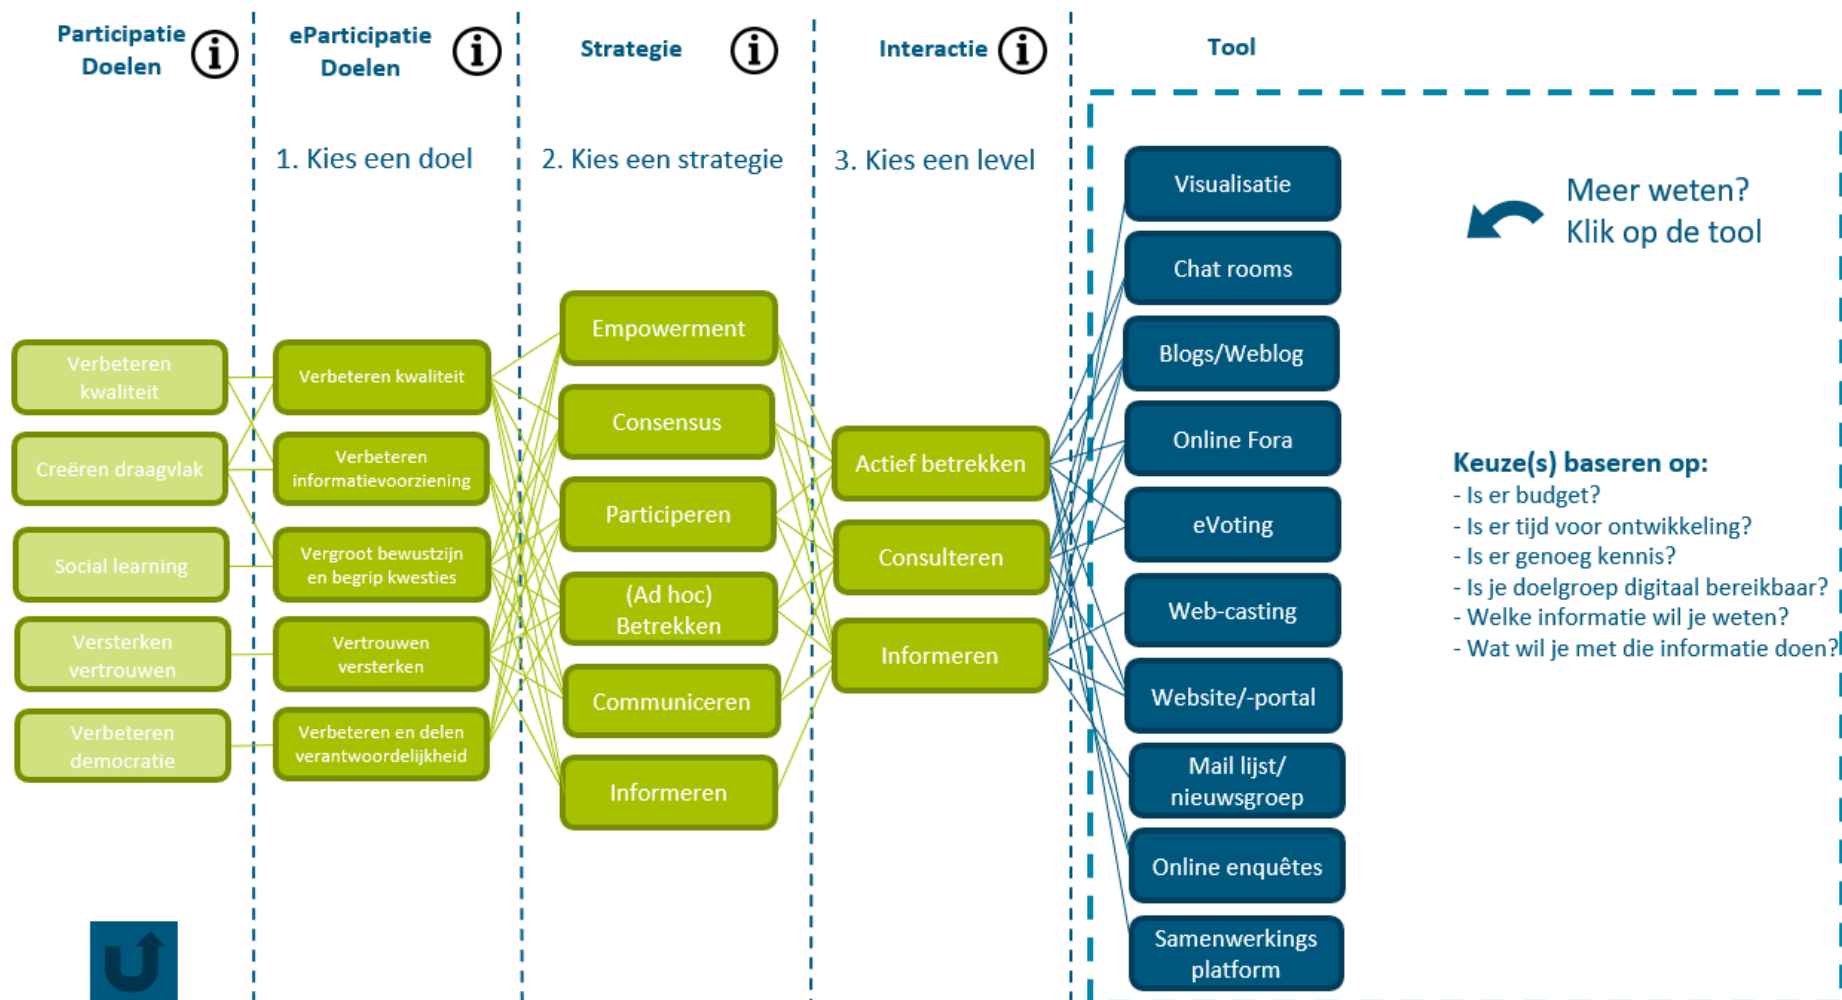 Participatie
Doelen
eParticipatie
Doelen
Strategie
Interactie
Tool
1. Kies een doel
2. Kies een strategie
3. Kies een level
Verbeteren
kwaliteit
Creëren draagvlak
Social learning
Versterken
vertrouwen
Verbeteren
democratie
Verbeteren kwaliteit
Verbeteren
informatievoorziening
Vergroot bewustzijn
en begrip kwesties
Vertrouwen
versterken
Verbeteren en delen
verantwoordelijkheid
Empowerment
Consensus
Participeren
(Ad hoc)
Betrekken
Communiceren
Informeren
Actief betrekken
Consulteren
Informeren
Visualisatie
Chat rooms
Blogs/Weblog
Online Fora
eVoting
Web-casting
Website/-portal
Mail lijst/
nieuwsgroep
Online enquêtes
Samenwerkings
platform
Meer weten?
Klik op de tool
Keuze(s) baseren op:
- Is er budget?
- Is er tijd voor ontwikkeling?
- Is er genoeg kennis?
- Is je doelgroep digitaal bereikbaar?
- Welke informatie wil je weten?
- Wat wil je met die informatie doen?